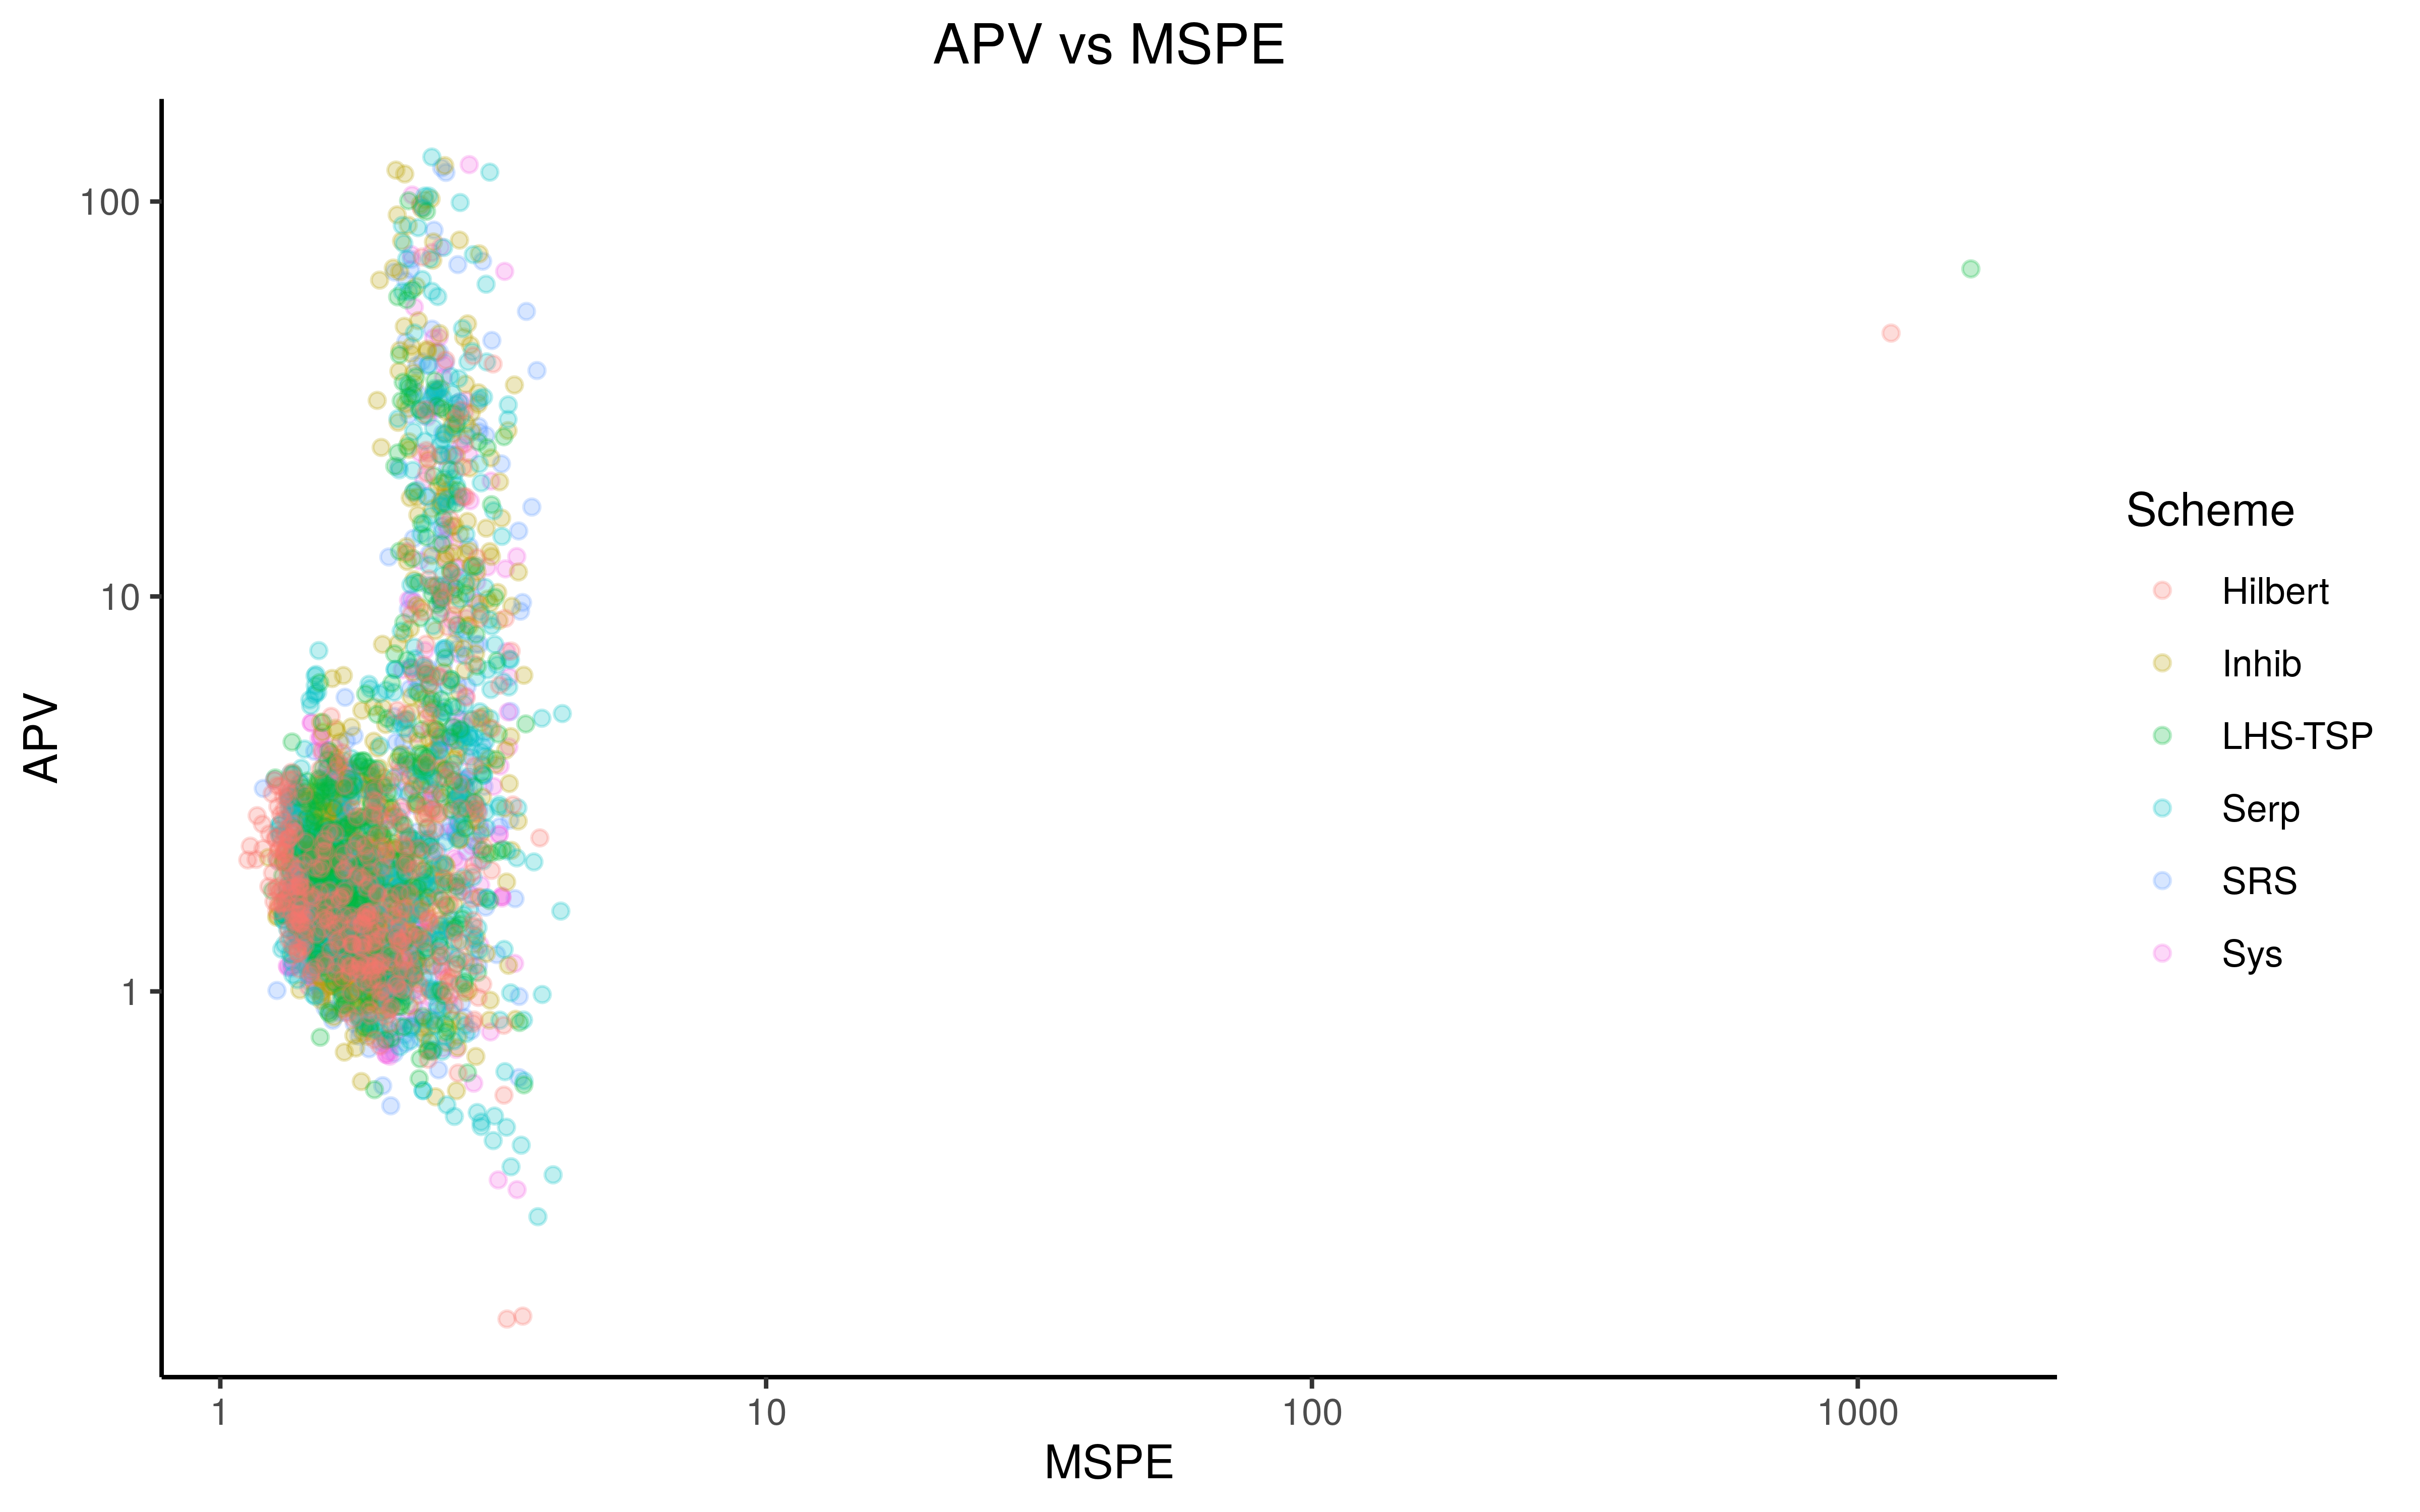 APV vs MSPE
APV
100
10
1
1 10 100 1000
MSPE
Scheme
Hilbert
Inhib
LHS-TSP
Serp
SRS
Sys